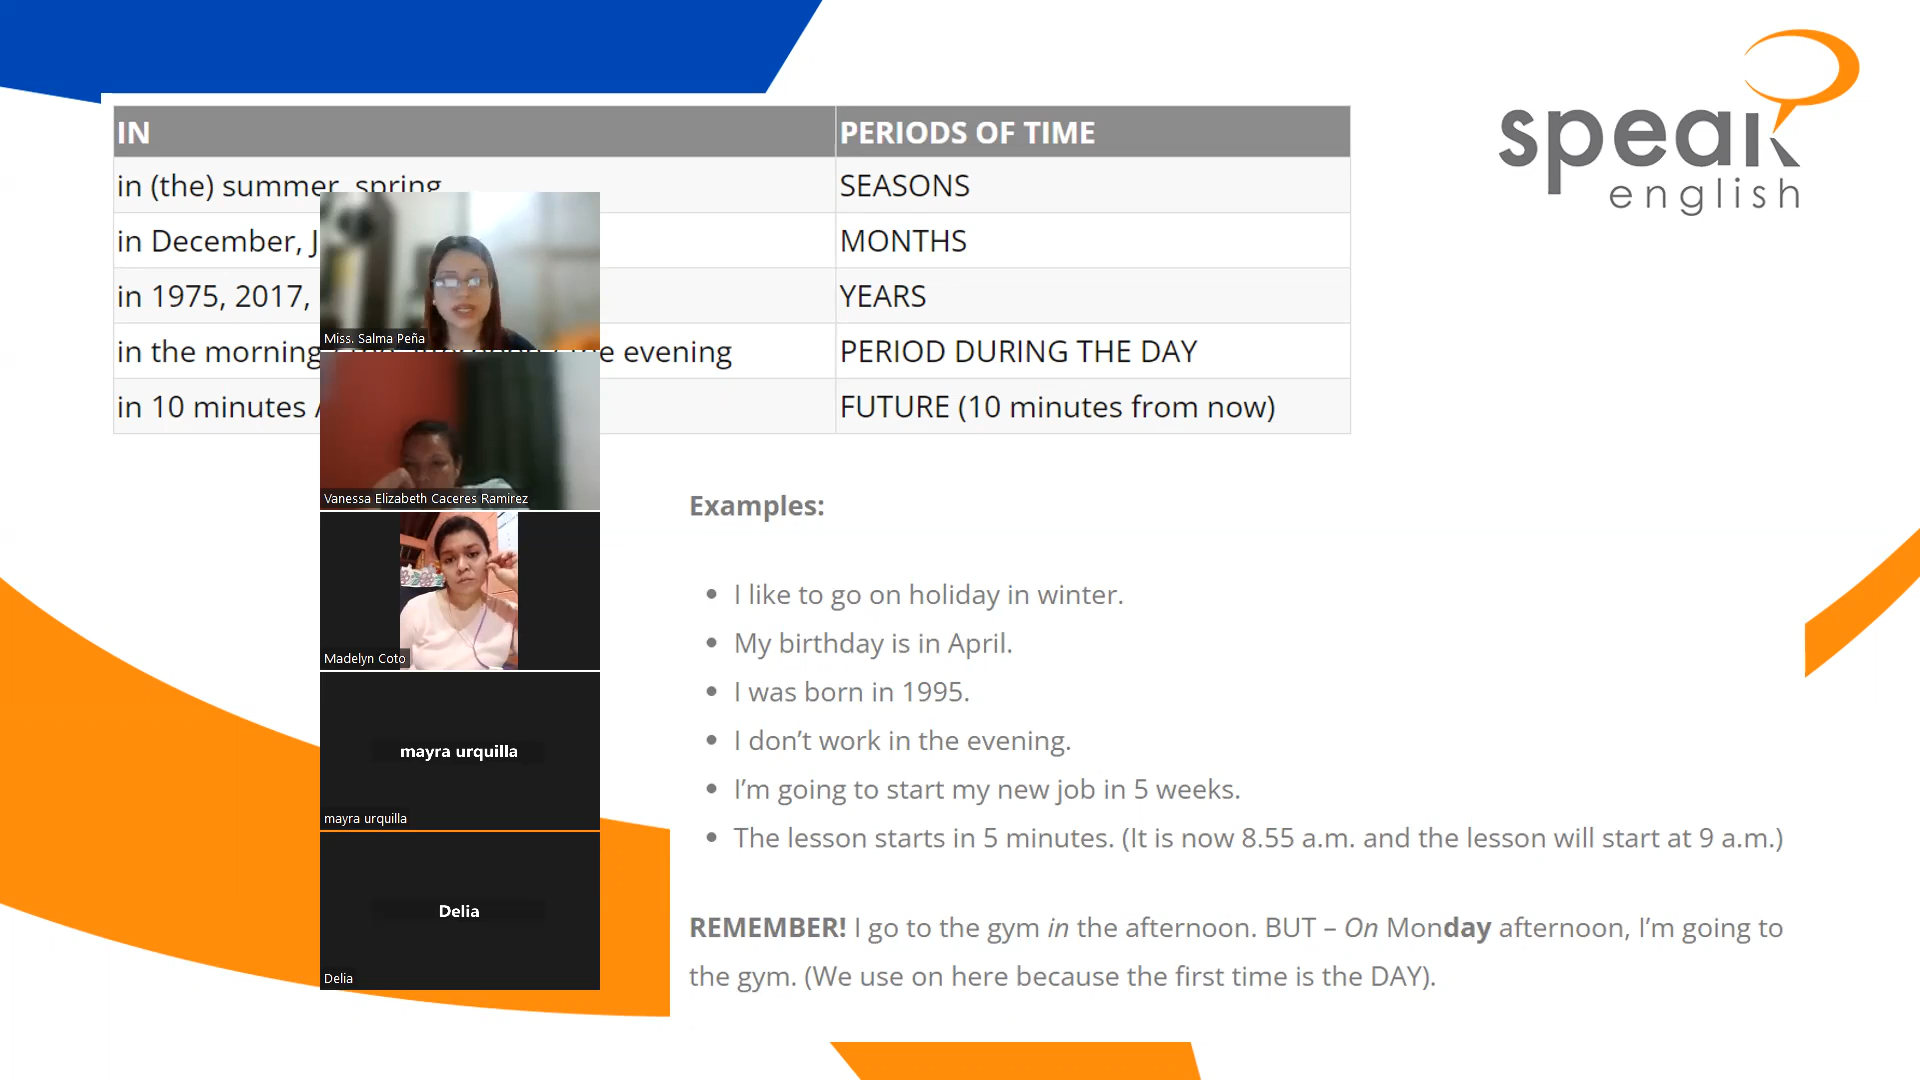 speak
english
IN PERIODS OF TIME
in (the) summer, spring SEASONS
in December, MONTHS
in 1975, 2017, YEARS
in the morning evening PERIOD DURING THE DAY
in 10 minutes FUTURE (10 minutes from now)
Miss. Salma Peña
Vanessa Elizabeth Caceres Ramirez
Madelyn Coto
mayra urquilla
mayra urquilla
Delia
Delia
Examples:
• I like to go on holiday in winter.
• My birthday is in April.
• I was born in 1995.
• I don’t work in the evening.
• I’m going to start my new job in 5 weeks.
• The lesson starts in 5 minutes. (It is now 8.55 a.m. and the lesson will start at 9 a.m.)
REMEMBER! I go to the gym in the afternoon. BUT – On Monday afternoon, I’m going to
the gym. (We use on here because the first time is the DAY).